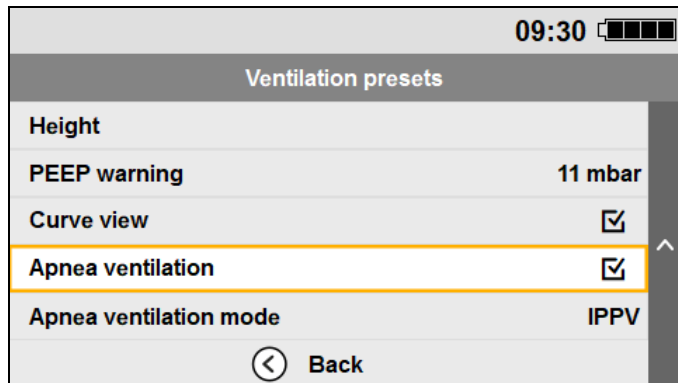 09:30
Ventilation presets
Height
PEEP warning 11 mbar
Curve view
Apnea ventilation
Apnea ventilation mode IPPV
Back